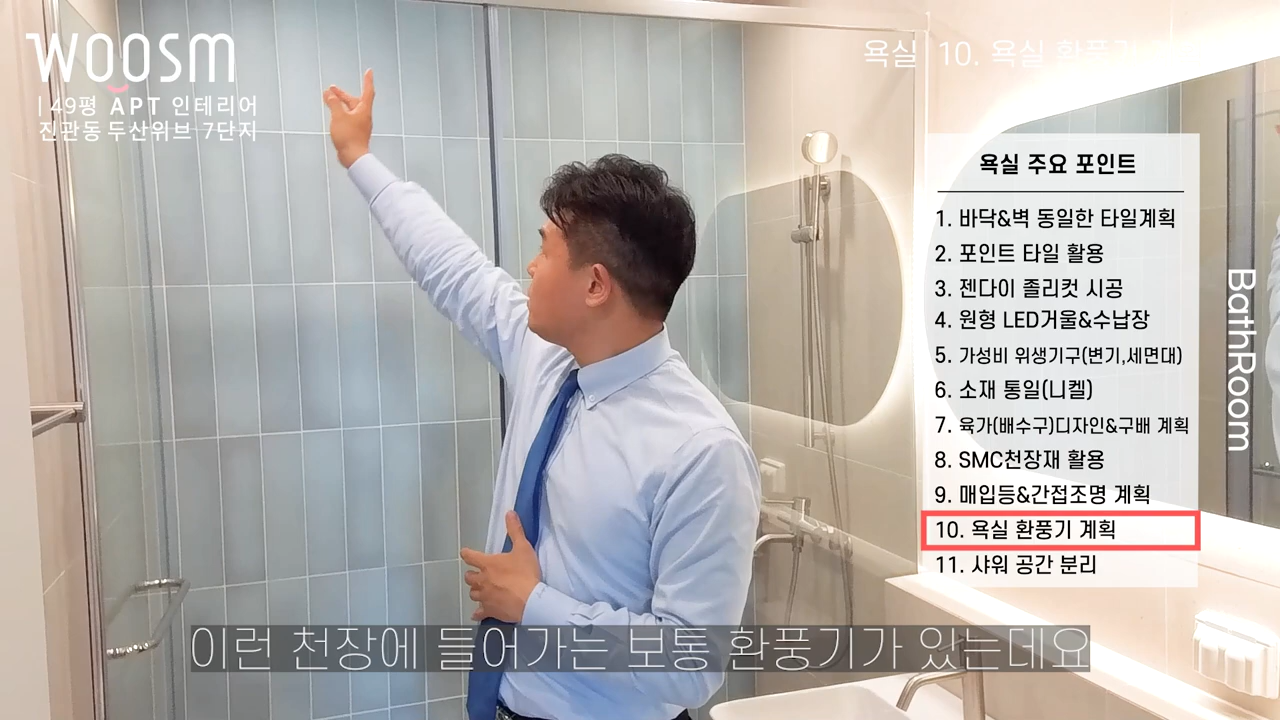 WOOSM
| 49평 APT 인테리어
진관동 두산위브 7단지
욕실 10. 욕실 환풍기
욕실 주요 포인트
1. 바닥&벽 동일한 타일계획
2. 포인트 타일 활용
3. 젠다이 졸리컷 시공
4. 원형 LED거울&수납장
5. 가성비 위생기구(변기,세면대)
6. 소재 통일(니켈)
7. 육가(배수구)디자인&구배 계획
8. SMC천장재 활용
9. 매입등&간접조명 계획
10. 욕실 환풍기 계획
11. 샤워 공간 분리
BathRoom
이런 천장에 들어가는 보통 환풍기가 있는데요